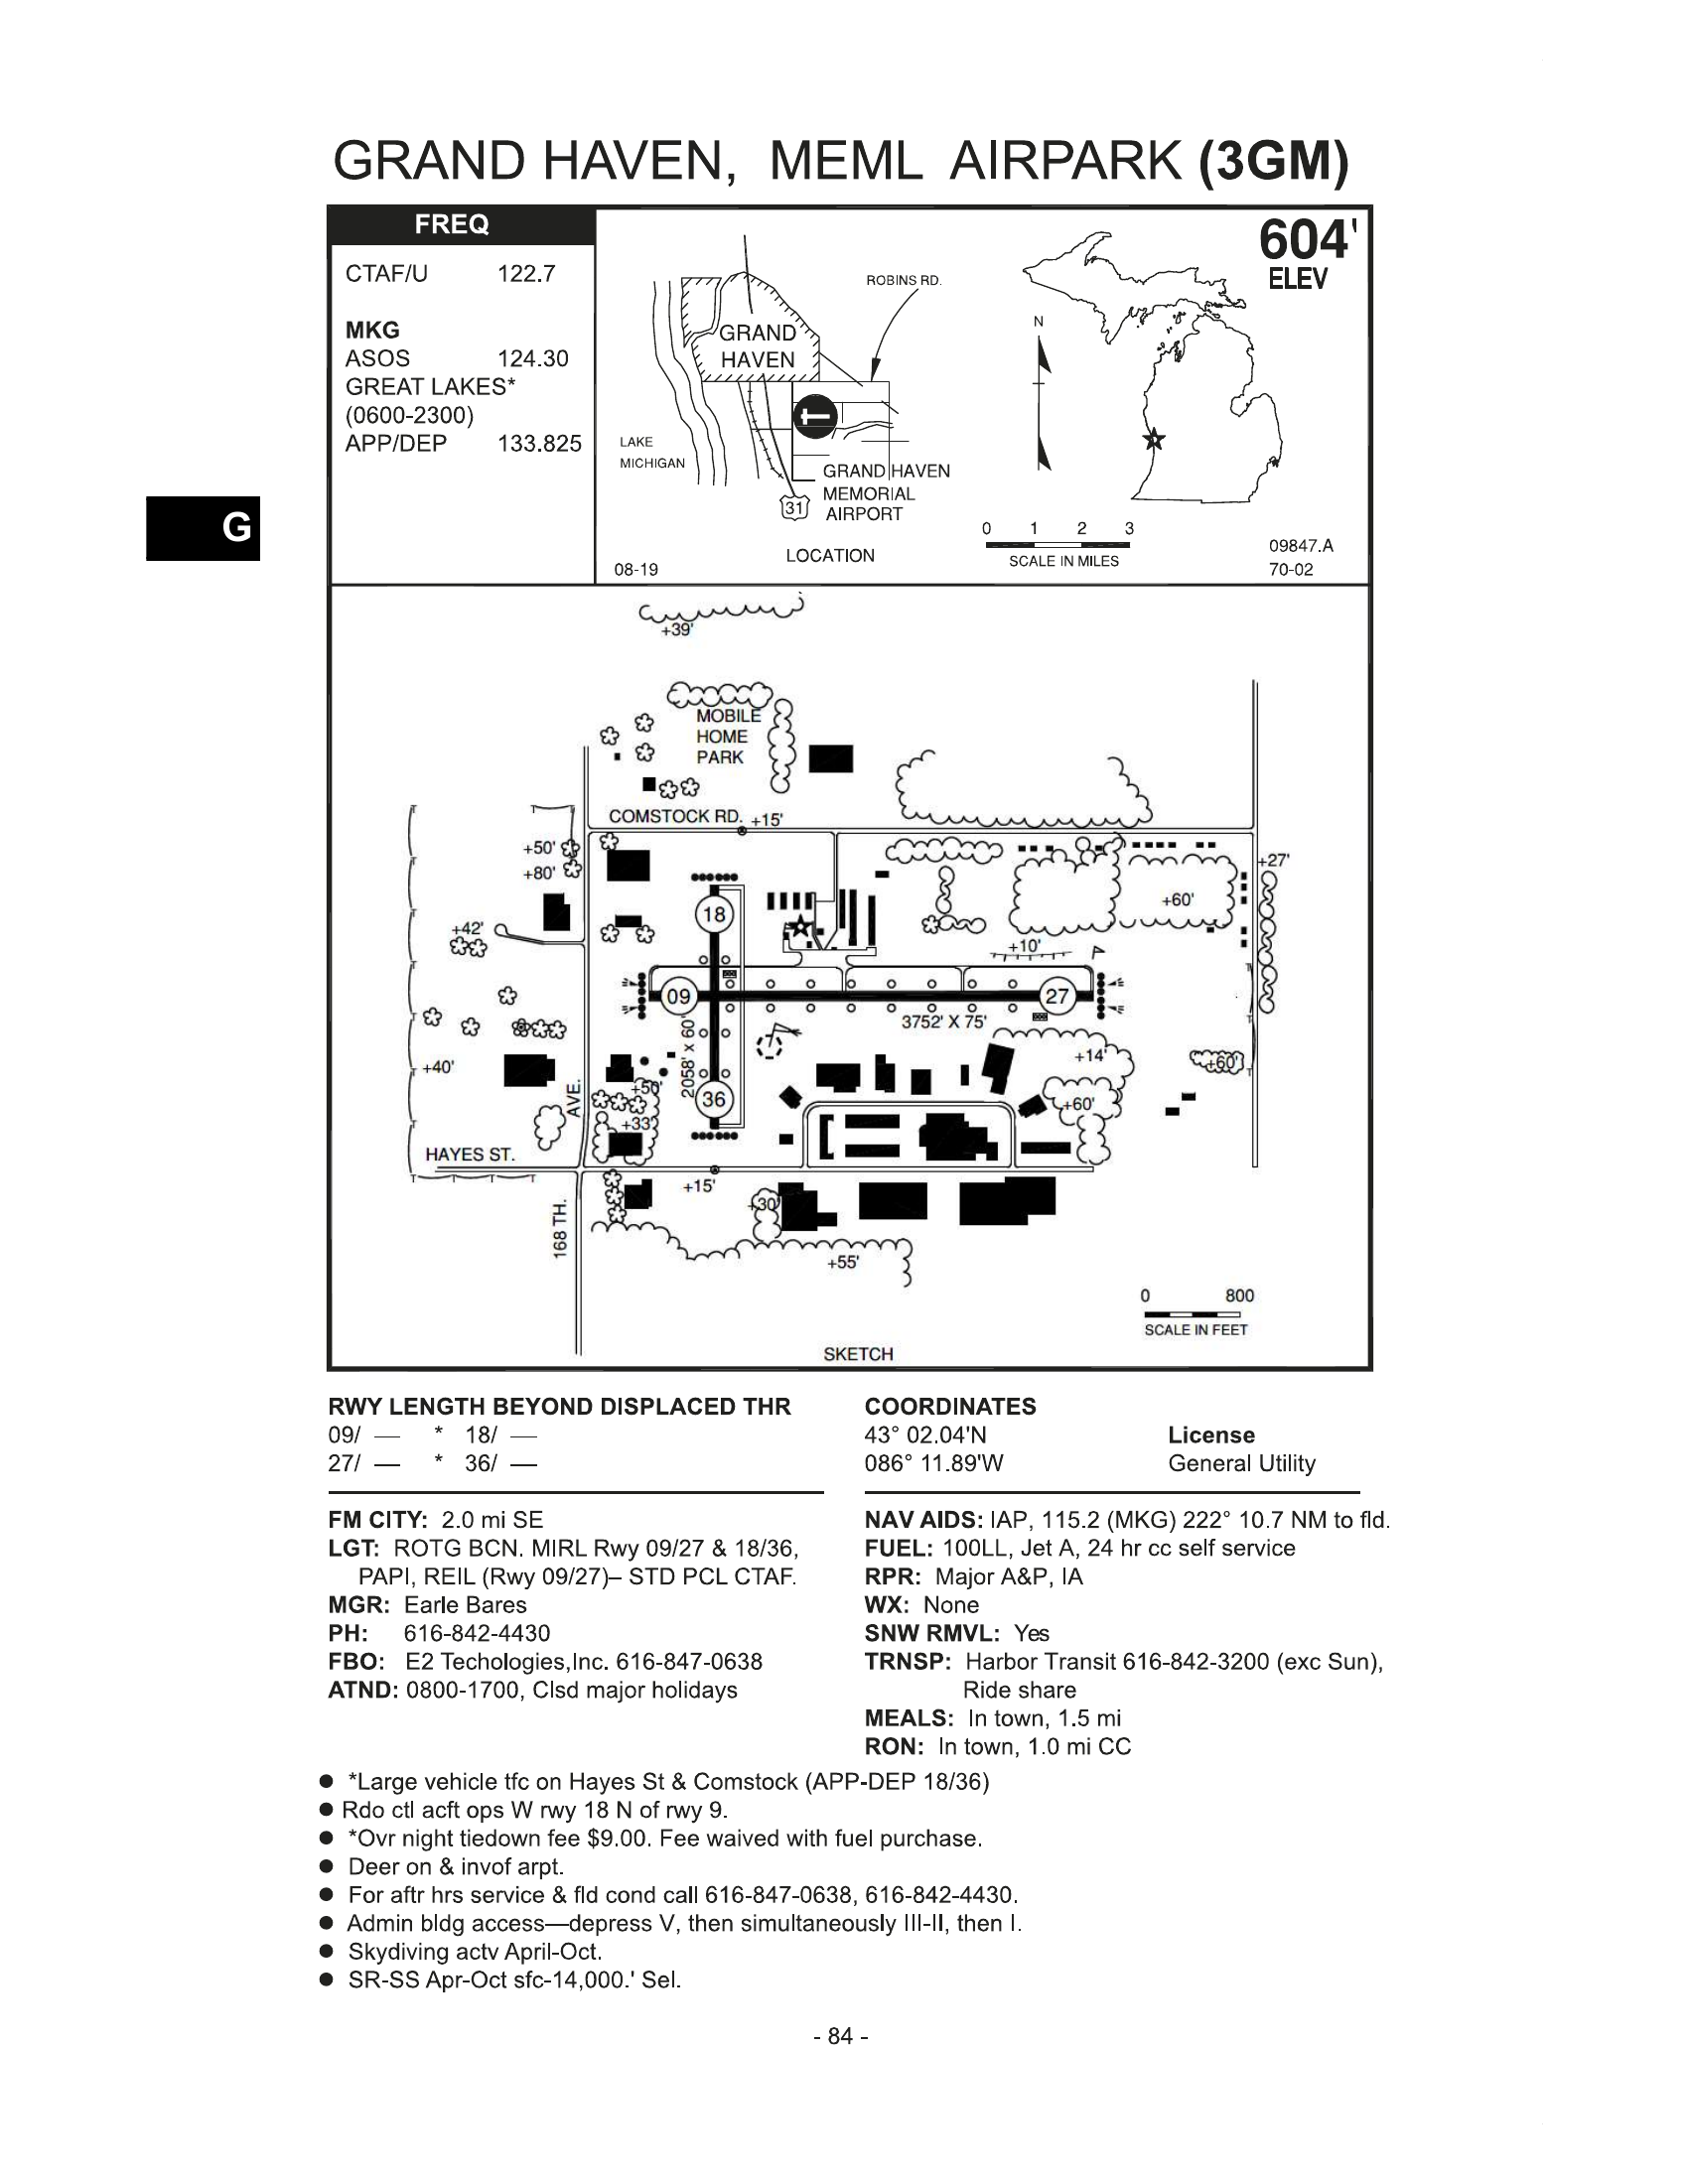 GRAND HAVEN, MEML AIRPARK (3GM)
FREQ
CTAF/U 122.7
MKG
ASOS 124.30
GREAT LAKES*
(0600-2300)
APP/DEP 133.825
G
604'
ELEV
ROBINS RD.
GRAND
HAVEN
N
LAKE
MICHIGAN
GRAND HAVEN
MEMORIAL
AIRPORT
31
LOCATION
08-19
0 1 2 3
SCALE IN MILES
09847.A
70-02
+39'
MOBILE
HOME
PARK
COMSTOCK RD. +15'
+50'
+80'
+27'
+60'
+42'
18
+10'
09
27
3752' X 75'
2058' x 60'
+14'
+60'
+40'
+50'
36
+60'
+33'
AVE.
HAYES ST.
+15'
+30'
168 TH.
+55'
0 800
SCALE IN FEET
SKETCH
RWY LENGTH BEYOND DISPLACED THR
09/ — * 18/ —
27/ — * 36/ —
COORDINATES
43° 02.04'N
086° 11.89'W
License
General Utility
FM CITY: 2.0 mi SE
LGT: ROTG BCN. MIRL Rwy 09/27 & 18/36,
PAPI, REIL (Rwy 09/27)– STD PCL CTAF.
MGR: Earle Bares
PH: 616-842-4430
FBO: E2 Techologies,Inc. 616-847-0638
ATND: 0800-1700, Clsd major holidays
NAV AIDS: IAP, 115.2 (MKG) 222° 10.7 NM to fld.
FUEL: 100LL, Jet A, 24 hr cc self service
RPR: Major A&P, IA
WX: None
SNW RMVL: Yes
TRNSP: Harbor Transit 616-842-3200 (exc Sun),
Ride share
MEALS: In town, 1.5 mi
RON: In town, 1.0 mi CC
● *Large vehicle tfc on Hayes St & Comstock (APP-DEP 18/36)
● Rdo ctl acft ops W rwy 18 N of rwy 9.
● *Ovr night tiedown fee $9.00. Fee waived with fuel purchase.
● Deer on & invof arpt.
● For aftr hrs service & fld cond call 616-847-0638, 616-842-4430.
● Admin bldg access—depress V, then simultaneously III-II, then I.
● Skydiving actv April-Oct.
● SR-SS Apr-Oct sfc-14,000.' Sel.
- 84 -